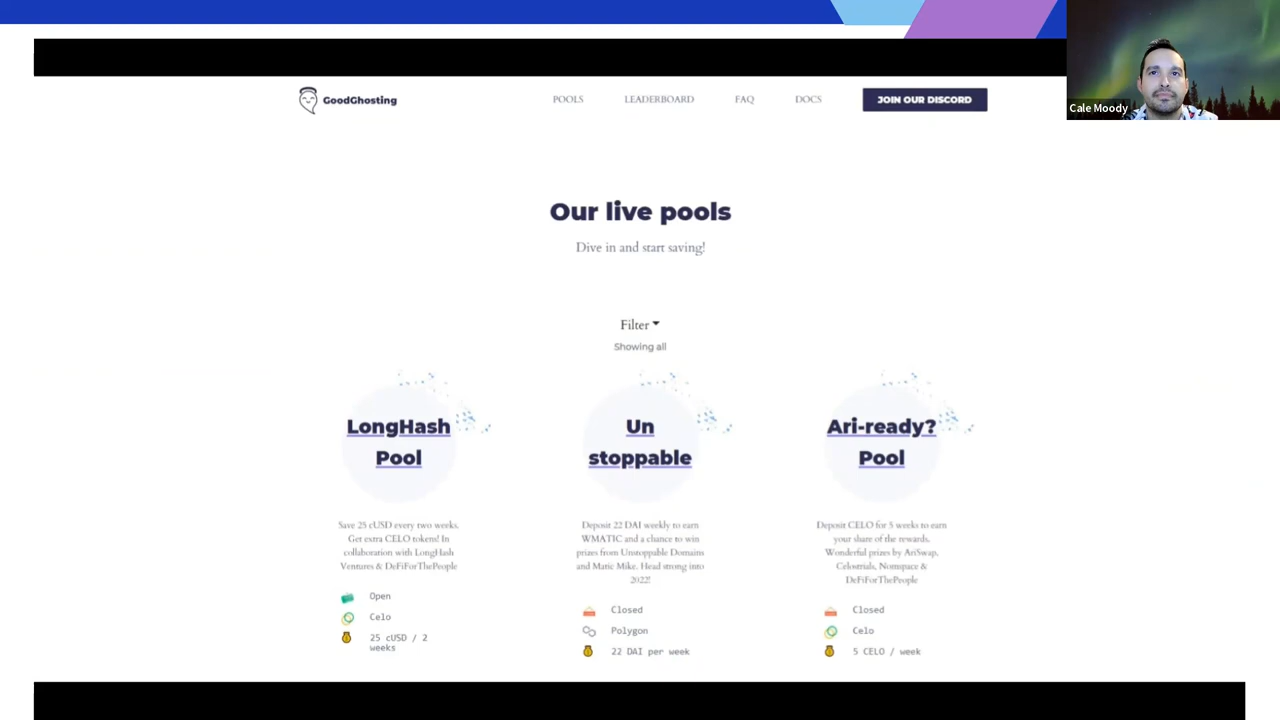 GoodGhosting
POOLS
LEADERBOARD
FAQ
DOCS
JOIN OUR DISCORD
Cale Moody
Our live pools
Dive in and start saving!
Filter
Showing all
LongHash
Pool
Save 25 cUSD every two weeks.
Get extra CELO tokens! In
collaboration with LongHash
Ventures & DeFiForThePeople
Open
Celo
25 cUSD / 2
weeks
Un
stoppable
Deposit 22 DAI weekly to earn
WMATIC and a chance to win
prizes from Unstoppable Domains
and Matic Mike. Head strong into
2022!
Closed
Polygon
22 DAI per week
Ari-ready?
Pool
Deposit CELO for 5 weeks to earn
your share of the rewards.
Wonderful prizes by AriSwap,
Celostrials, Nomspace &
DeFiForThePeople
Closed
Celo
5 CELO / week